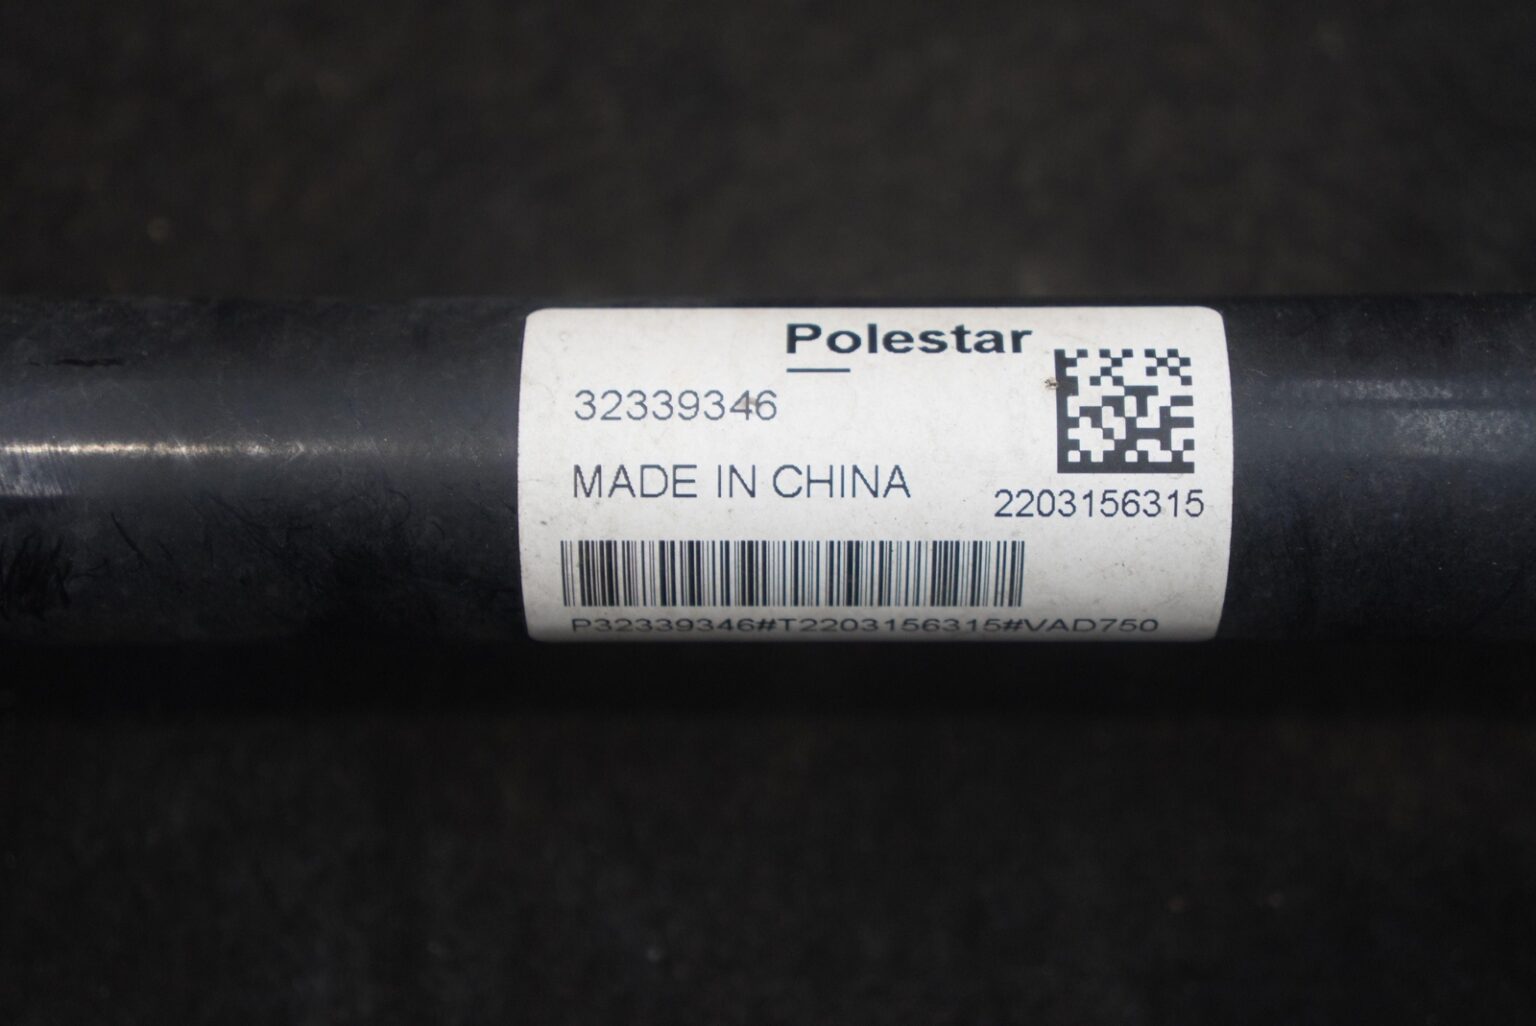 Polestar
32339346
MADE IN CHINA
2203156315
P32339346#T2203156315#VAD750